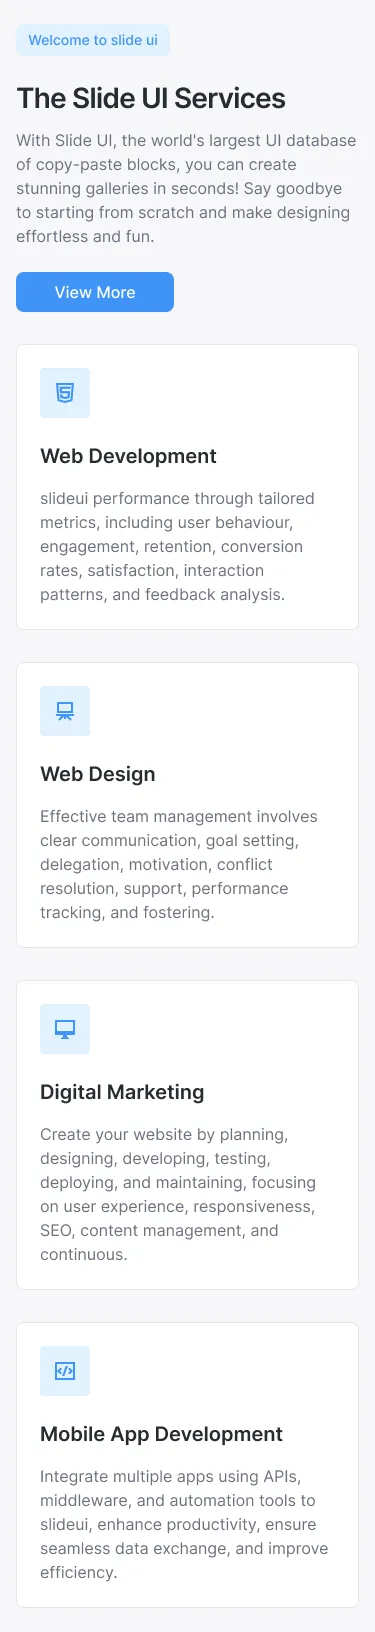 Welcome to slide ui
The Slide UI Services
With Slide UI, the world's largest UI database
of copy-paste blocks, you can create
stunning galleries in seconds! Say goodbye
to starting from scratch and make designing
effortless and fun.
View More
Web Development
slideui performance through tailored
metrics, including user behaviour,
engagement, retention, conversion
rates, satisfaction, interaction
patterns, and feedback analysis.
Web Design
Effective team management involves
clear communication, goal setting,
delegation, motivation, conflict
resolution, support, performance
tracking, and fostering.
Digital Marketing
Create your website by planning,
designing, developing, testing,
deploying, and maintaining, focusing
on user experience, responsiveness,
SEO, content management, and
continuous.
Mobile App Development
Integrate multiple apps using APIs,
middleware, and automation tools to
slideui, enhance productivity, ensure
seamless data exchange, and improve
efficiency.